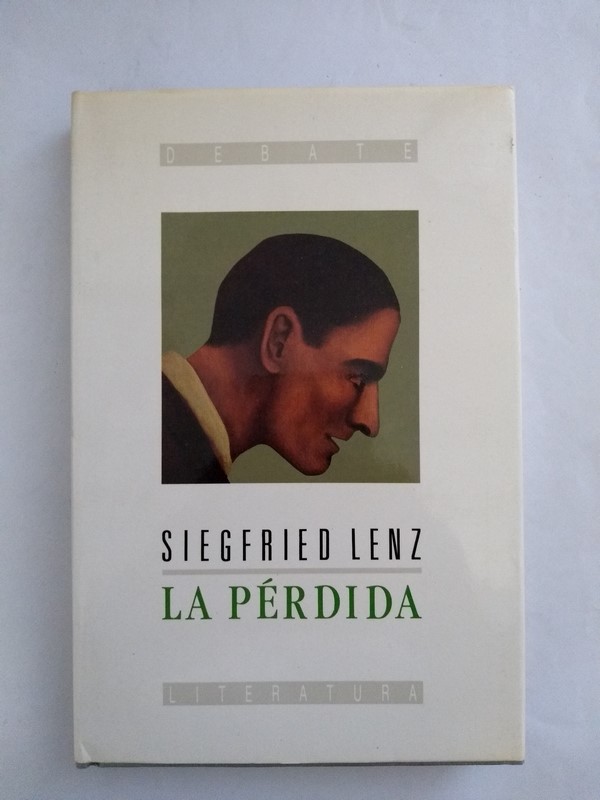 DEBATE
SIEGFRIED LENZ
LA PÉRDIDA
LITERATURA